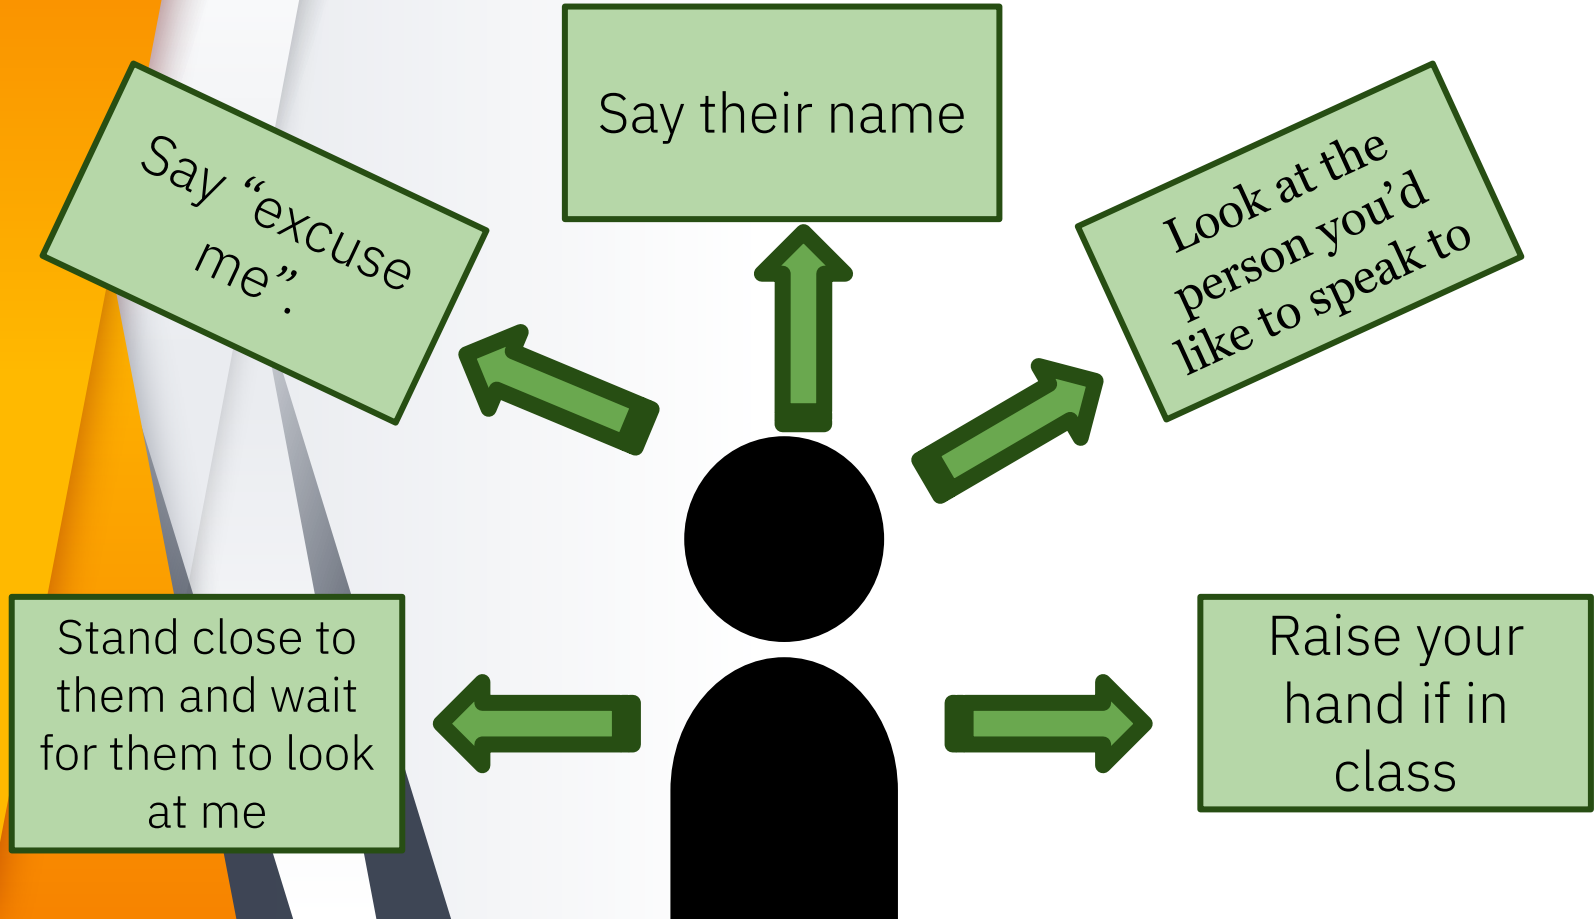 Say “excuse
me”.
Say their name
Look at the
person you’d
like to speak to
Stand close to
them and wait
for them to look
at me
Raise your
hand if in
class